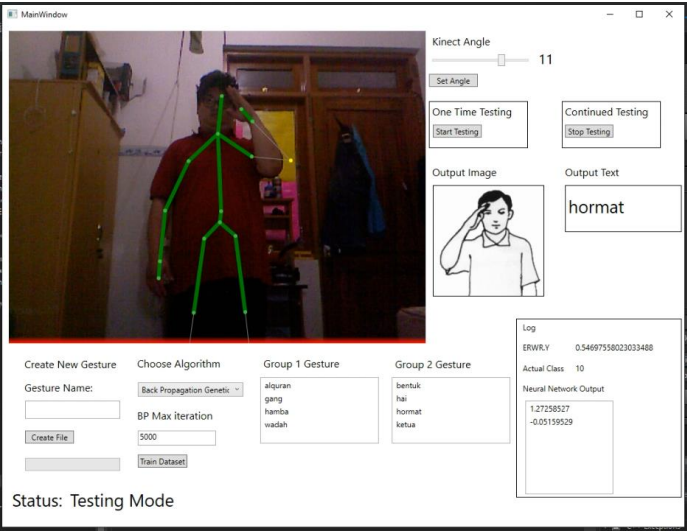 MainWindow
Kinect Angle
11
Set Angle
One Time Testing
Start Testing
Continued Testing
Stop Testing
Output Image
Output Text
hormat
Create New Gesture
Gesture Name:
Create File
Choose Algorithm
Back Propagation Genetic
BP Max iteration
5000
Train Dataset
Group 1 Gesture
alquran
gang
hamba
wadah
Group 2 Gesture
bentuk
hai
hormat
ketua
Log
ERWR.Y 0.54697558023033488
Actual Class 10
Neural Network Output
1.27258527
-0.05159529
Status: Testing Mode